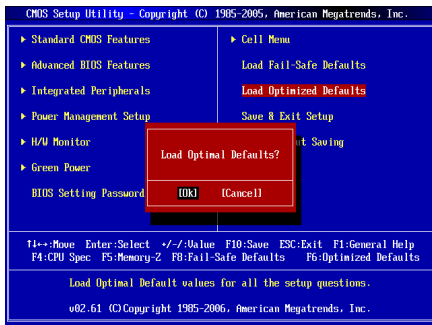 CMOS Setup Utility - Copyright (C) 1985-2005, American Megatrends, Inc.
Standard CMOS Features
Cell Menu
Advanced BIOS Features
Load Fail-Safe Defaults
Integrated Peripherals
Load Optimized Defaults
Power Management Setup
Save & Exit Setup
H/W Monitor
ut Saving
Green Power
BIOS Setting Password
Load Optimal Defaults?
[Ok] [Cancel]
↑↓←→:Move Enter:Select +/-/:Value F10:Save ESC:Exit F1:General Help
F4:CPU Spec F5:Memory-Z F8:Fail-Safe Defaults F6:Optimized Defaults
Load Optimal Default values for all the setup questions.
v02.61 (C)Copyright 1985-2006, American Megatrends, Inc.